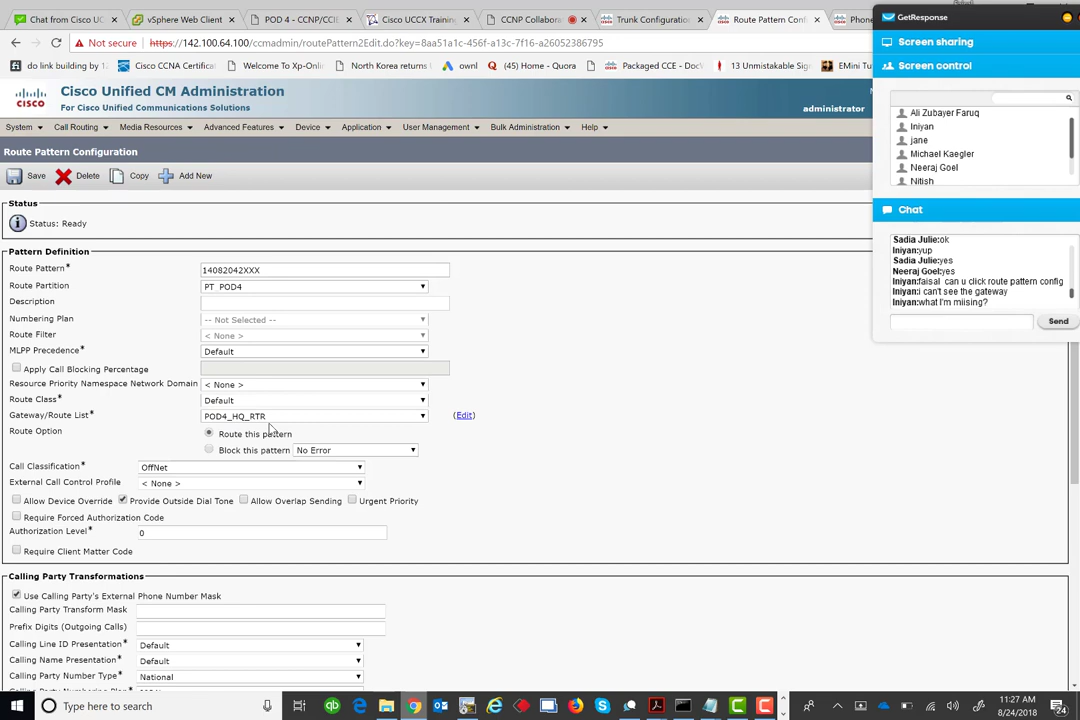 Chat from Cisco UCCX
vSphere Web Client
POD 4 - CCNP/CCIE
Cisco UCCX Training
CCNP Collabora
Trunk Configuration
Route Pattern Confi
Phone
Not secure https://142.100.64.100/ccmadmin/routePattern2Edit.do?key=8aa51a1c-456f-a13c-7f16-a26052386795
do link building by 12
Cisco CCNA Certificat
Welcome To Xp-Onli
North Korea returns
ownl
(45) Home - Quora
Packaged CCE - Doc
13 Unmistakable Sign
EMini Tu
CISCO
Cisco Unified CM Administration
For Cisco Unified Communications Solutions
administrator
System Call Routing Media Resources Advanced Features Device Application User Management Bulk Administration Help
Route Pattern Configuration
Save Delete Copy Add New
Status
Status: Ready
Pattern Definition
Route Pattern* 14082042XXX
Route Partition PT_POD4
Description
Numbering Plan -- Not Selected --
Route Filter < None >
MLPP Precedence* Default
Apply Call Blocking Percentage
Resource Priority Namespace Network Domain < None >
Route Class* Default
Gateway/Route List* POD4_HQ_RTR (Edit)
Route Option Route this pattern
Block this pattern No Error
Call Classification* OffNet
External Call Control Profile < None >
Allow Device Override Provide Outside Dial Tone Allow Overlap Sending Urgent Priority
Require Forced Authorization Code
Authorization Level* 0
Require Client Matter Code
Calling Party Transformations
Use Calling Party's External Phone Number Mask
Calling Party Transform Mask
Prefix Digits (Outgoing Calls)
Calling Line ID Presentation* Default
Calling Name Presentation* Default
Calling Party Number Type* National
GetResponse
Screen sharing
Screen control
Ali Zubayer Faruq
Iniyan
jane
Michael Kaegler
Neeraj Goel
Nitish
Chat
Sadia Julie:ok
Iniyan:yup
Sadia Julie:yes
Neeraj Goel:yes
Iniyan:faisal can u click route pattern config
Iniyan:i can't see the gateway
Iniyan:what I'm miising?
Send
Type here to search
11:27 AM
8/24/2018
24